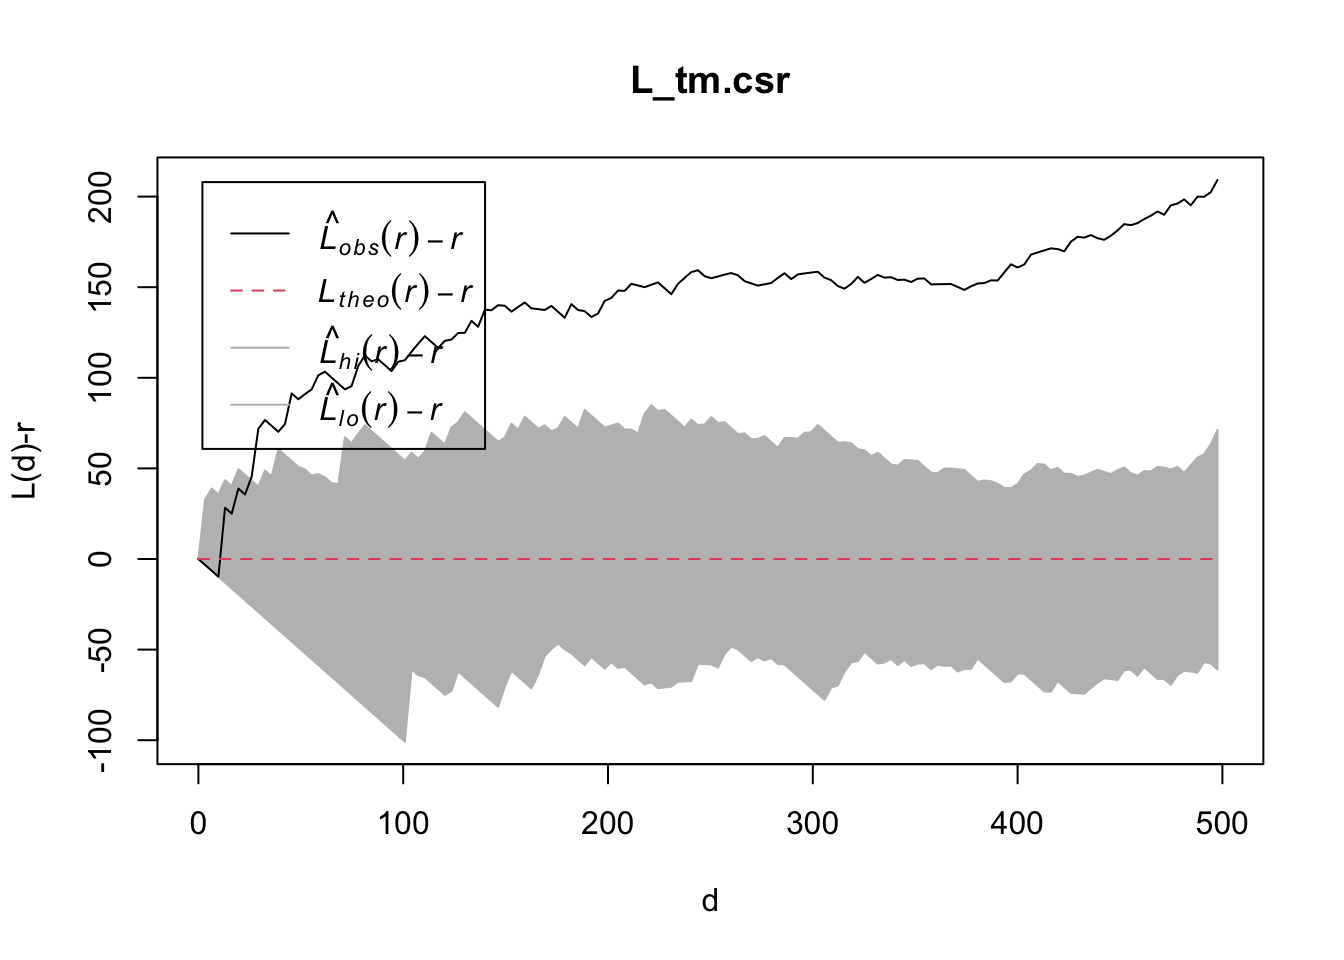 L_tm.csr
L̂obs(r) − r
Ltheo(r) − r
L̂hi(r) − r
L̂lo(r) − r
L(d)-r
200
150
100
50
0
-50
-100
0 100 200 300 400 500
d